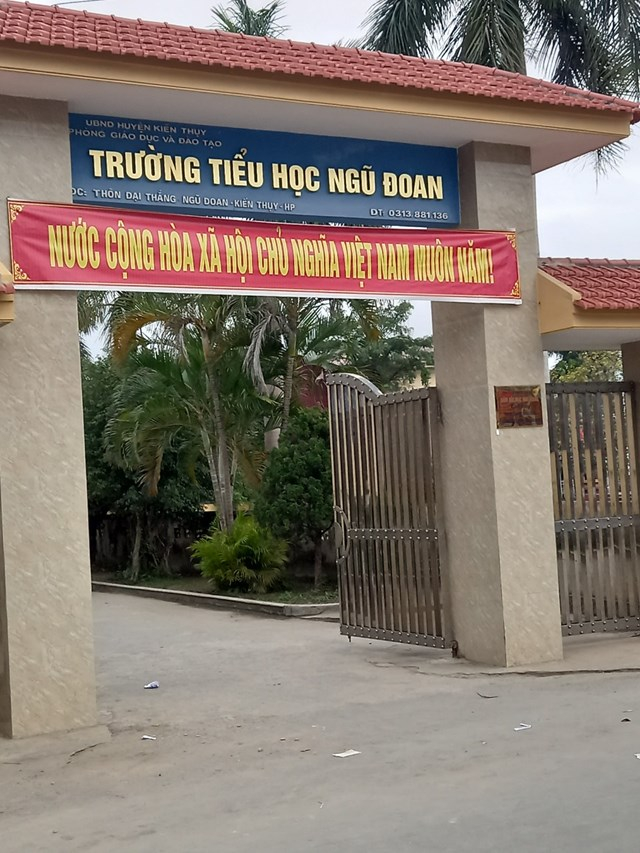 UBND HUYỆN KIẾN THỤY
PHÒNG GIÁO DỤC VÀ ĐÀO TẠO
TRƯỜNG TIỂU HỌC NGŨ ĐOAN
ĐC: THÔN ĐẠI THẮNG NGŨ ĐOAN - KIẾN THỤY - HP
ĐT: 0313.881.136
NƯỚC CỘNG HÒA XÃ HỘI CHỦ NGHĨA VIỆT NAM MUÔN NĂM!